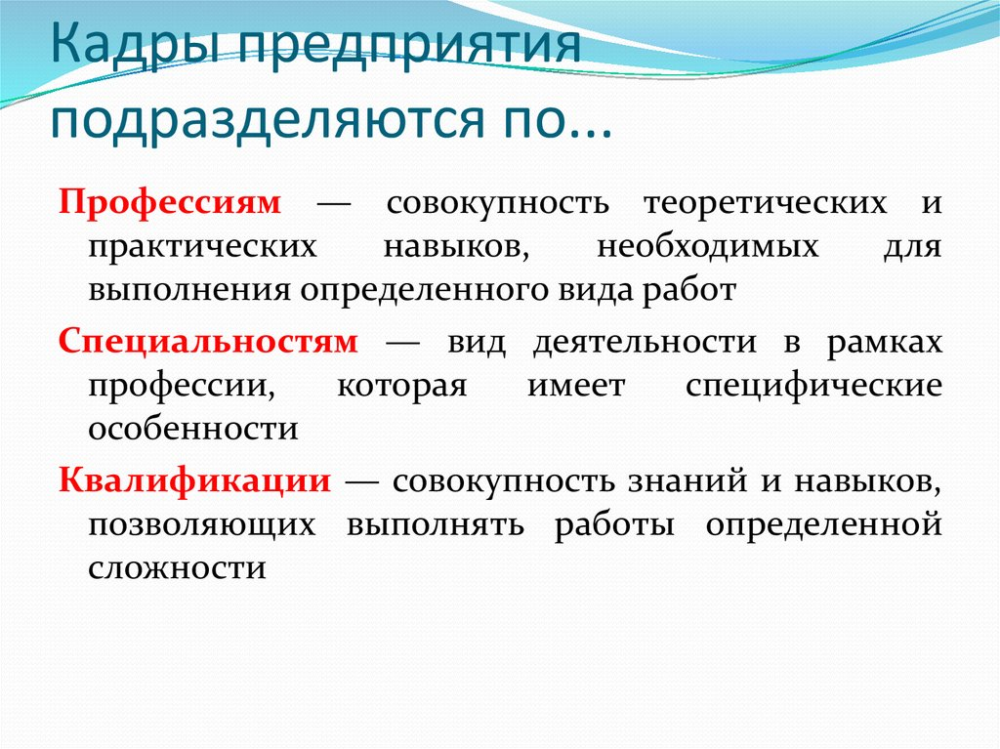 Кадры предприятия
подразделяются по...
Профессиям — совокупность теоретических и
практических навыков, необходимых для
выполнения определенного вида работ
Специальностям — вид деятельности в рамках
профессии, которая имеет специфические
особенности
Квалификации — совокупность знаний и навыков,
позволяющих выполнять работы определенной
сложности